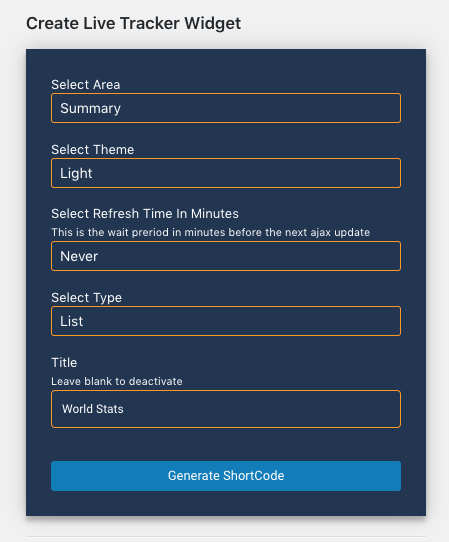 Create Live Tracker Widget
Select Area
Summary
Select Theme
Light
Select Refresh Time In Minutes
This is the wait preriod in minutes before the next ajax update
Never
Select Type
List
Title
Leave blank to deactivate
World Stats
Generate ShortCode